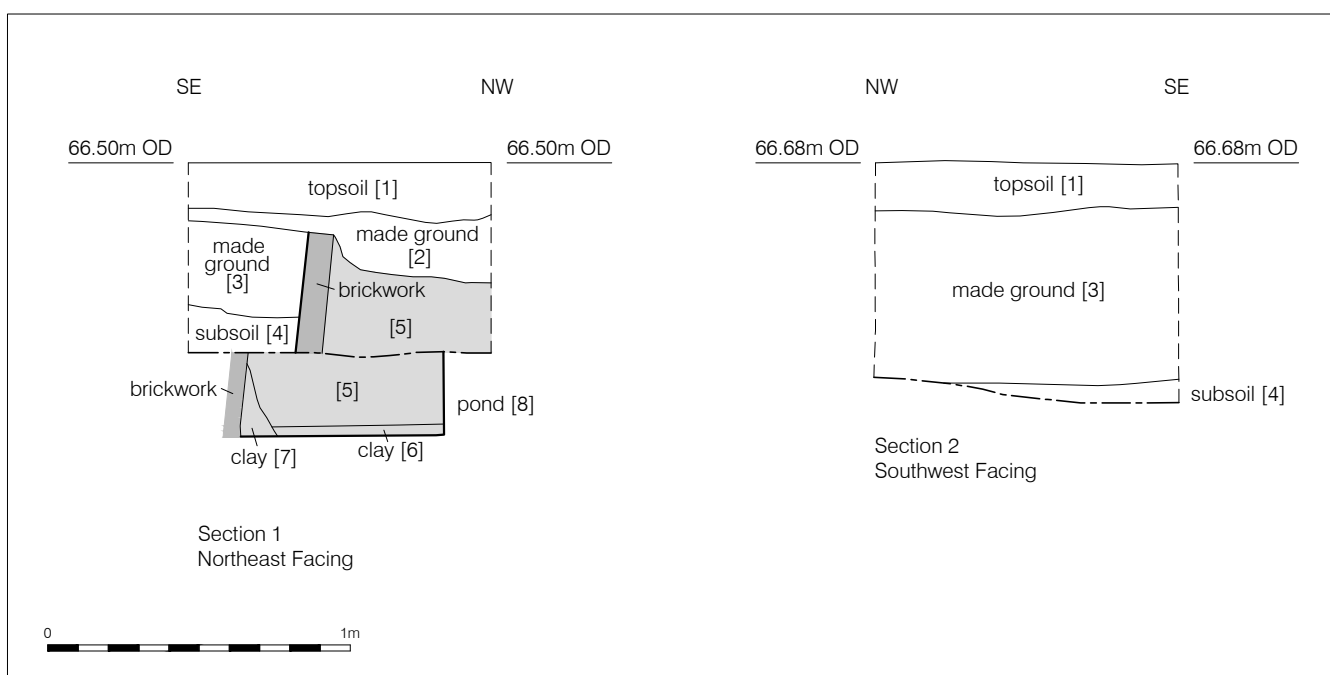 SE
NW
66.50m OD
66.50m OD
topsoil [1]
made ground
[2]
made
ground
[3]
brickwork
subsoil [4]
[5]
brickwork
[5]
pond [8]
clay [7]
clay [6]
Section 1
Northeast Facing
0
1m
NW
SE
66.68m OD
66.68m OD
topsoil [1]
made ground [3]
subsoil [4]
Section 2
Southwest Facing